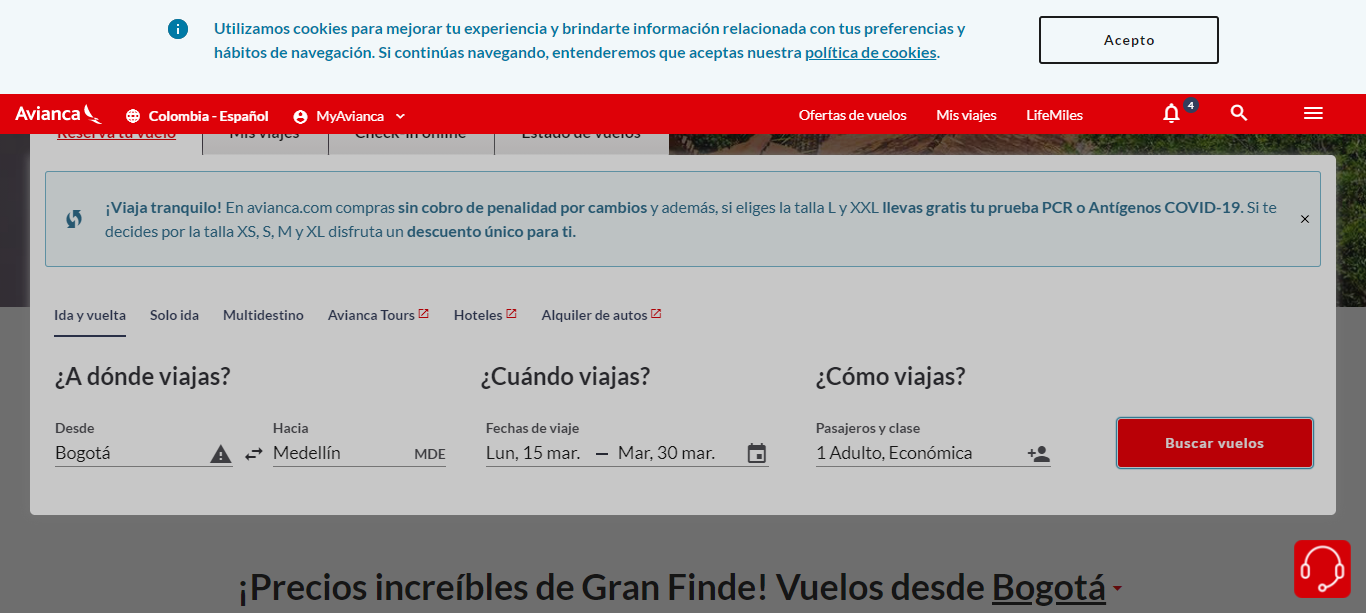 Utilizamos cookies para mejorar tu experiencia y brindarte información relacionada con tus preferencias y
hábitos de navegación. Si continúas navegando, entenderemos que aceptas nuestra política de cookies.
Acepto
Avianca
Colombia - Español
MyAvianca
Ofertas de vuelos
Mis viajes
LifeMiles
4
Reserva tu vuelo
Mis viajes
Check-in online
Estado de vuelos
¡Viaja tranquilo! En avianca.com compras sin cobro de penalidad por cambios y además, si eliges la talla L y XXL llevas gratis tu prueba PCR o Antígenos COVID-19. Si te
decides por la talla XS, S, M y XL disfruta un descuento único para ti.
Ida y vuelta
Solo ida
Multidestino
Avianca Tours
Hoteles
Alquiler de autos
¿A dónde viajas?
¿Cuándo viajas?
¿Cómo viajas?
Desde
Hacia
Fechas de viaje
Pasajeros y clase
Bogotá
Medellín
MDE
Lun, 15 mar. — Mar, 30 mar.
1 Adulto, Económica
Buscar vuelos
¡Precios increíbles de Gran Finde! Vuelos desde Bogotá